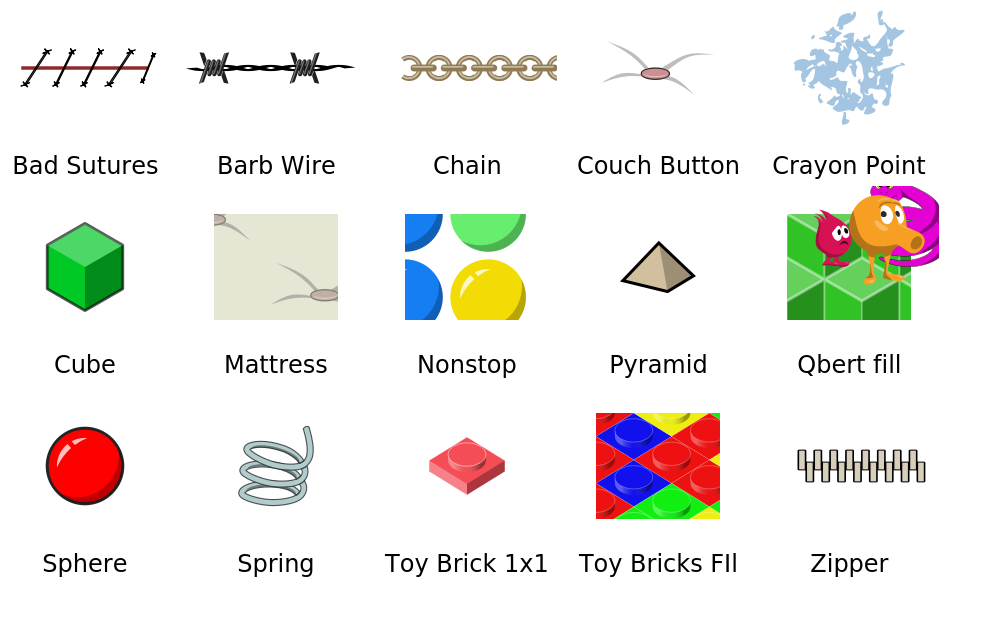 Bad Sutures
Barb Wire
Chain
Couch Button
Crayon Point
Cube
Mattress
Nonstop
Pyramid
Qbert fill
Sphere
Spring
Toy Brick 1x1
Toy Bricks FIl
Zipper